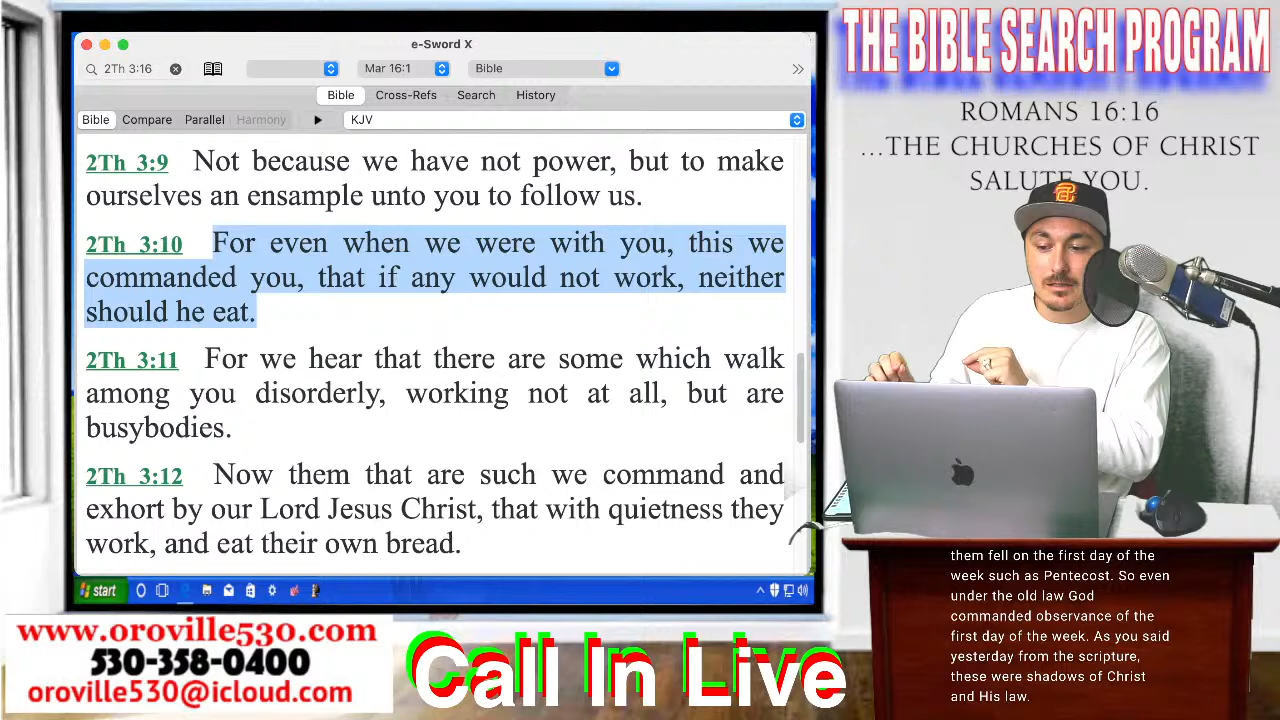 e-Sword X
2Th 3:16
Mar 16:1
Bible
Bible Cross-Refs Search History
Bible Compare Parallel Harmony
KJV
2Th 3:9 Not because we have not power, but to make
ourselves an ensample unto you to follow us.
2Th 3:10 For even when we were with you, this we
commanded you, that if any would not work, neither
should he eat.
2Th 3:11 For we hear that there are some which walk
among you disorderly, working not at all, but are
busybodies.
2Th 3:12 Now them that are such we command and
exhort by our Lord Jesus Christ, that with quietness they
work, and eat their own bread.
start
THE BIBLE SEARCH PROGRAM
ROMANS 16:16
...THE CHURCHES OF CHRIST
SALUTE YOU.
them fell on the first day of the
week such as Pentecost. So even
under the old law God
commanded observance of the
first day of the week. As you said
yesterday from the scripture,
these were shadows of Christ
and His law.
www.oroville530.com
530-358-0400
oroville530@icloud.com
Call In Live